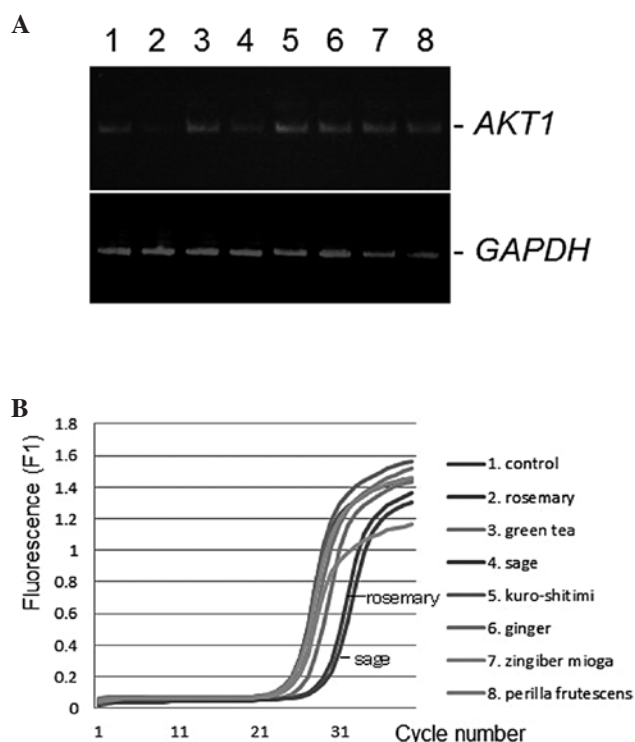 A
1 2 3 4 5 6 7 8
- AKT1
- GAPDH
B
Fluorescence (F1)
1.8
1.6
1.4
1.2
1
0.8
0.6
0.4
0.2
0
rosemary
sage
1 11 21 31
Cycle number
1. control
2. rosemary
3. green tea
4. sage
5. kuro-shitimi
6. ginger
7. zingiber mioga
8. perilla frutescens